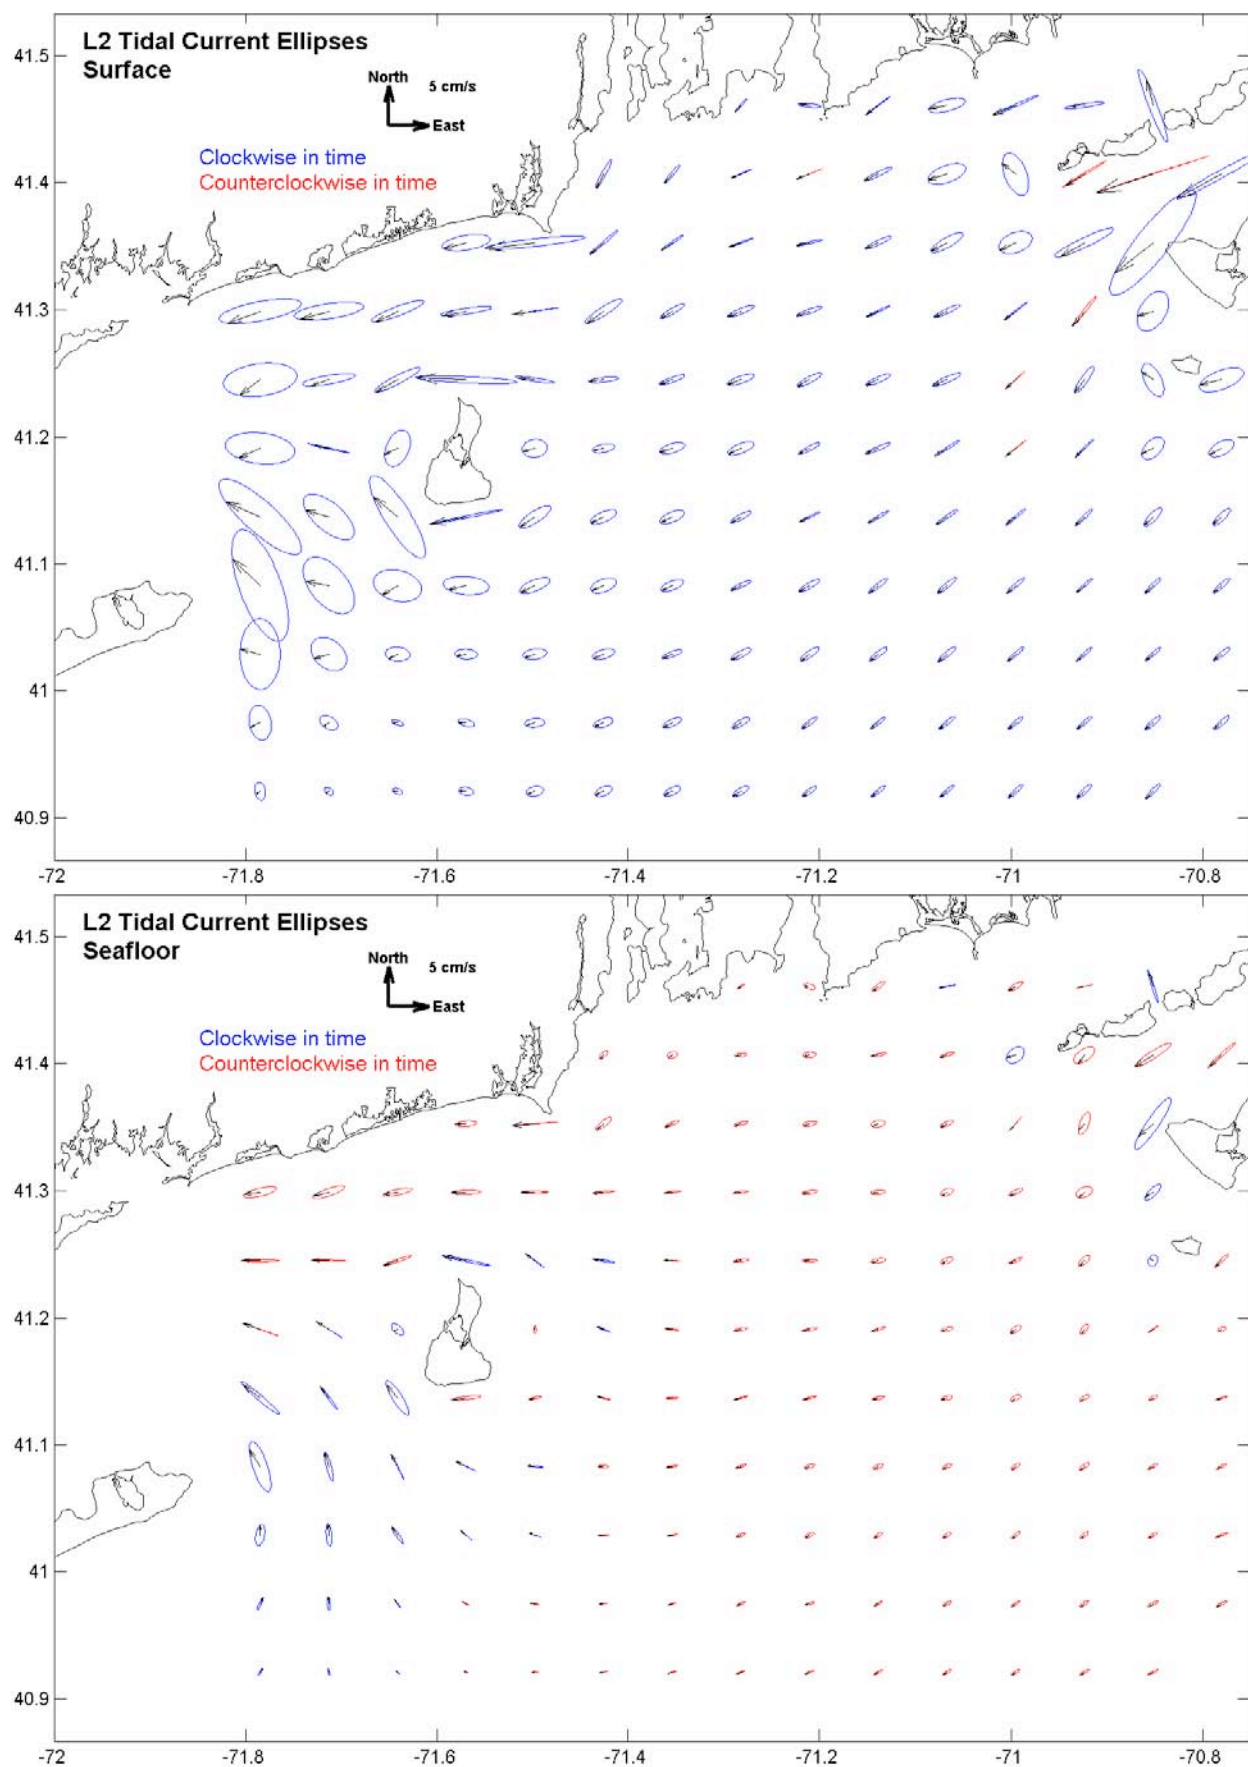 L2 Tidal Current Ellipses
Surface
North
5 cm/s
East
Clockwise in time
Counterclockwise in time
41.5
41.4
41.3
41.2
41.1
41
40.9
-72 -71.8 -71.6 -71.4 -71.2 -71 -70.8
L2 Tidal Current Ellipses
Seafloor
North
5 cm/s
East
Clockwise in time
Counterclockwise in time
41.5
41.4
41.3
41.2
41.1
41
40.9
-72 -71.8 -71.6 -71.4 -71.2 -71 -70.8